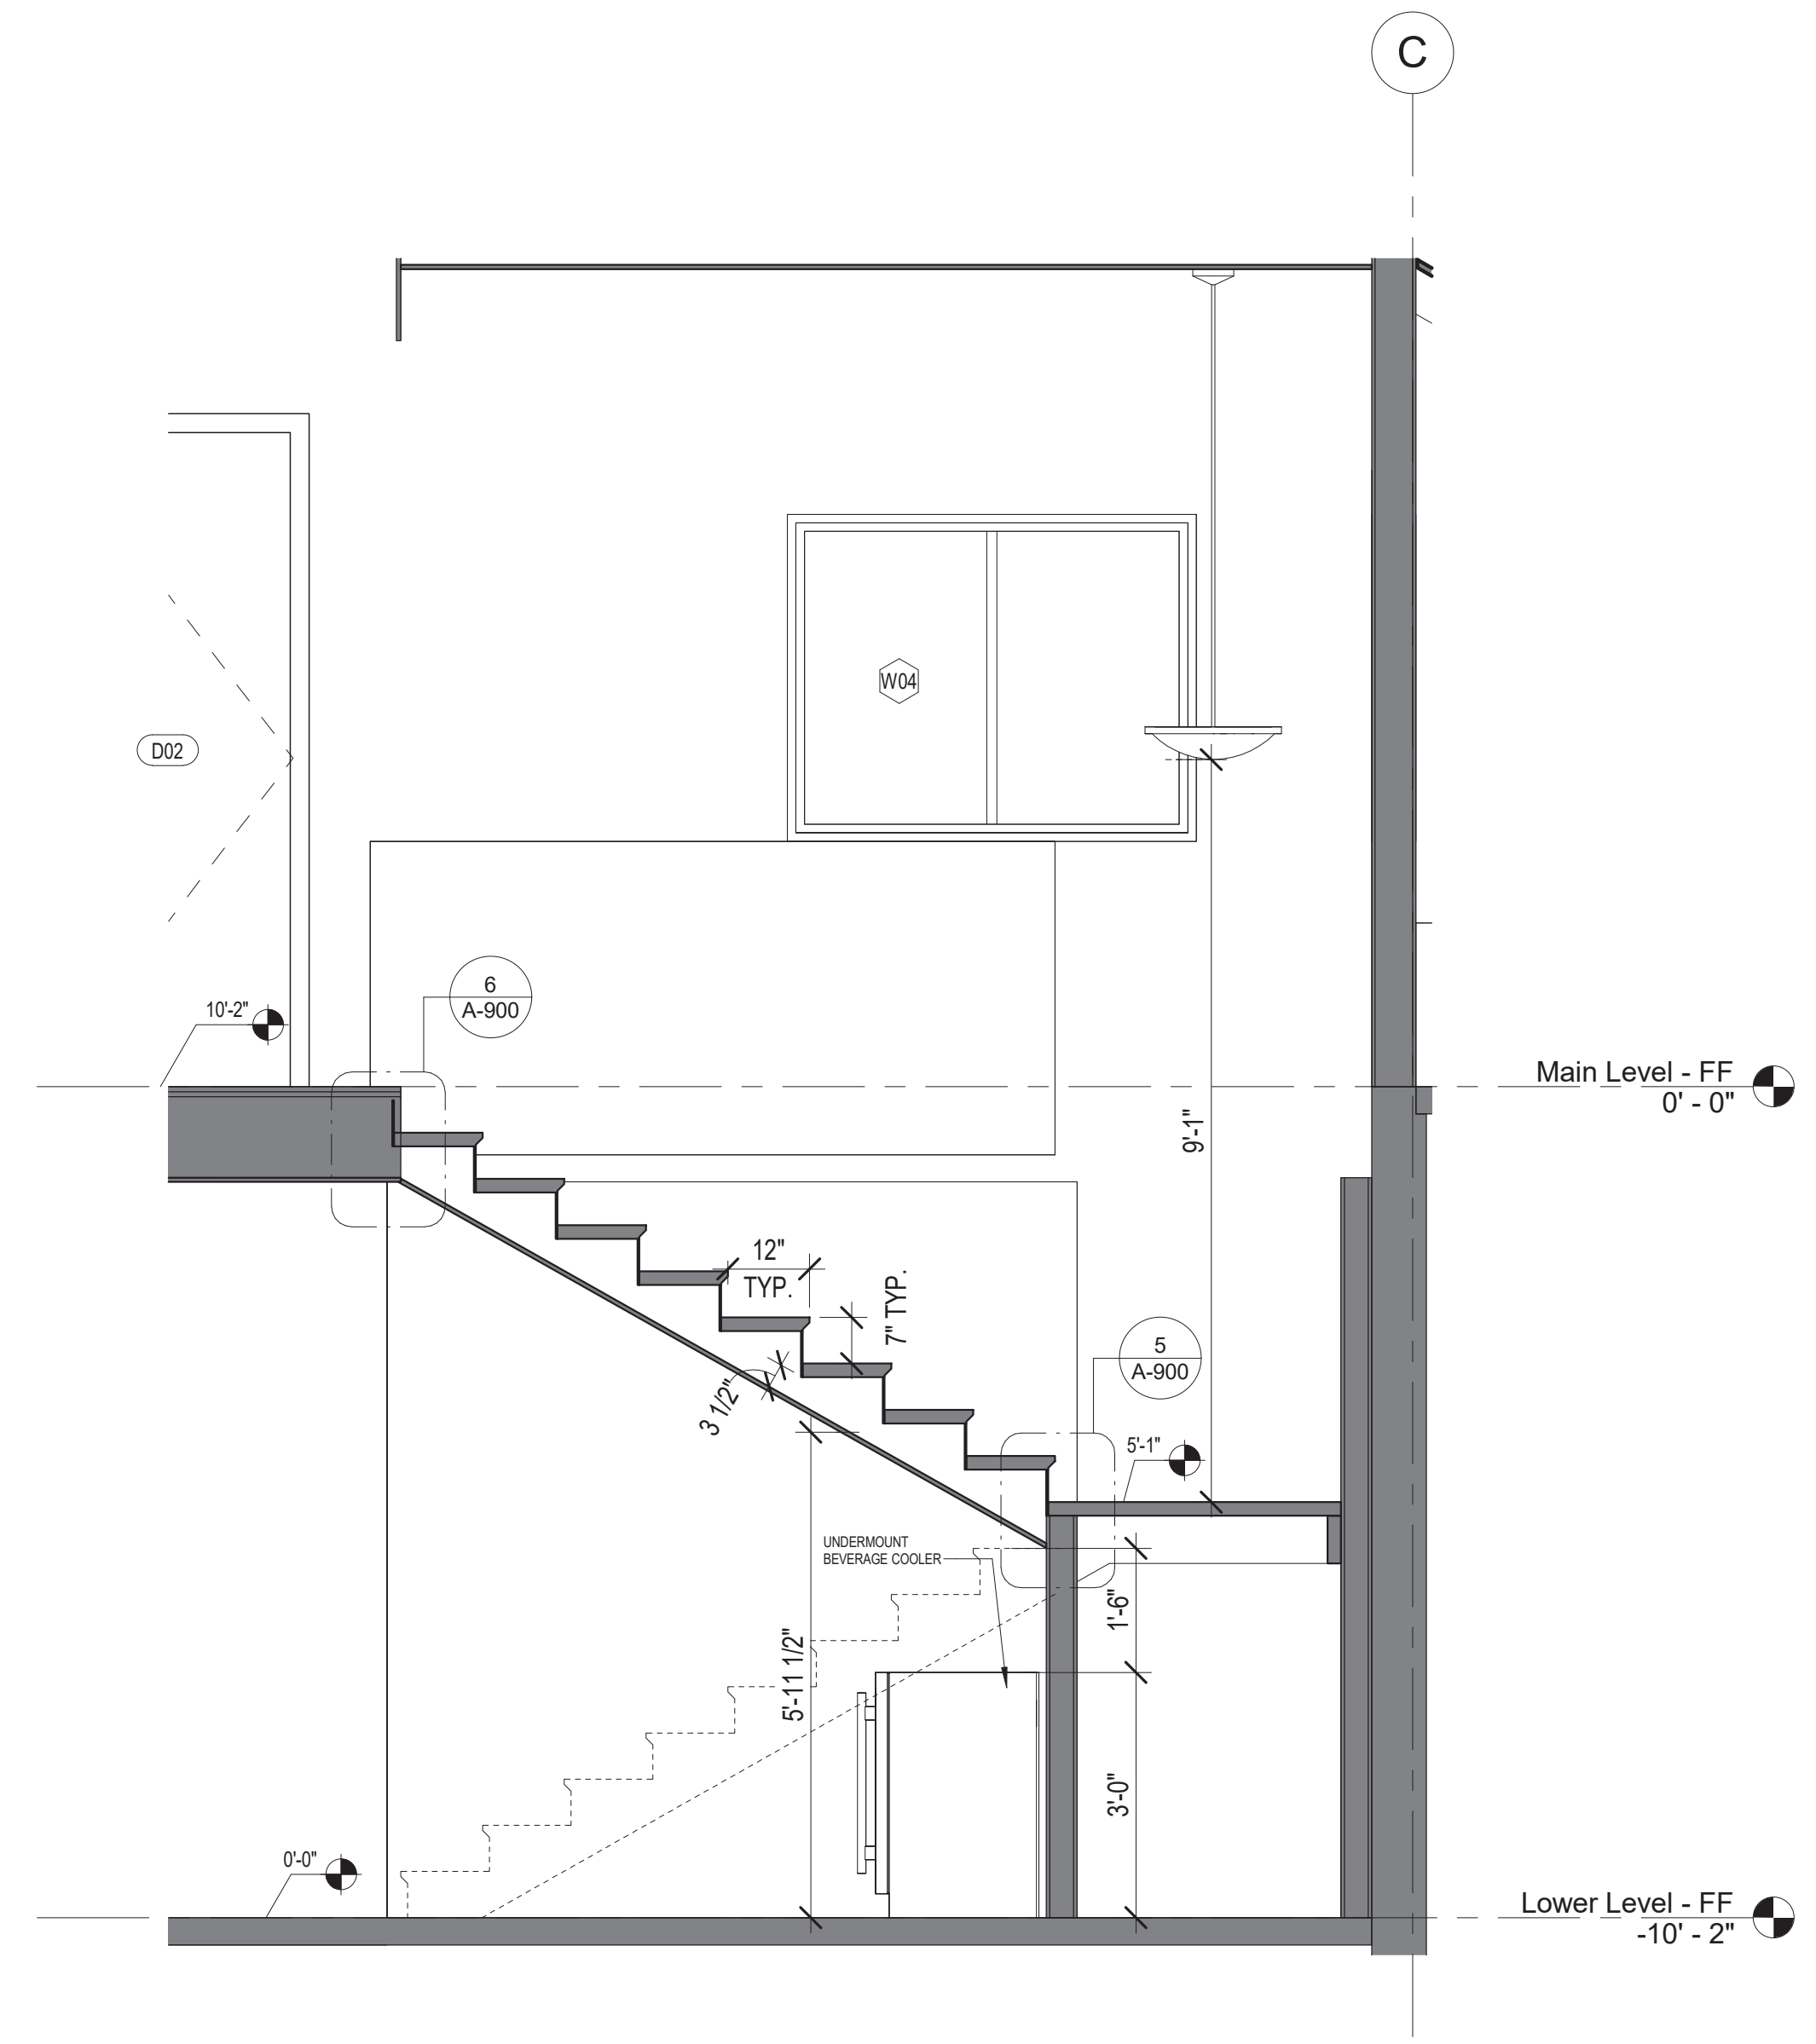 C
W04
D02
6
A-900
10'-2"
Main Level - FF
0' - 0"
9'-1"
12"
TYP.
7" TYP.
5
A-900
3 1/2"
5'-1"
UNDERMOUNT
BEVERAGE COOLER
1'-6"
5'-11 1/2"
3'-0"
0'-0"
Lower Level - FF
-10' - 2"